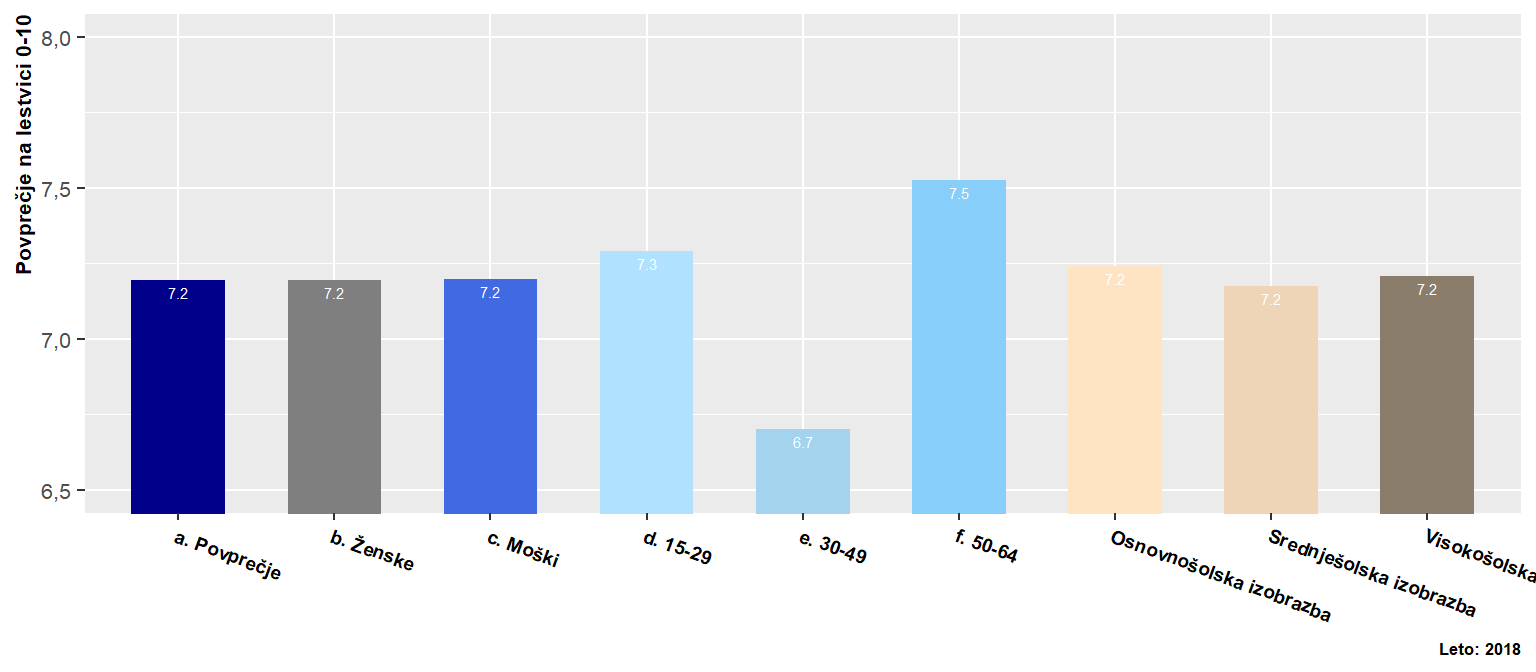 Povprečje na lestvici 0-10
8,0
7,5
7,0
6,5
7.2
7.2
7.2
7.3
6.7
7.5
7.2
7.2
7.2
a. Povprečje
b. Ženske
c. Moški
d. 15-29
e. 30-49
f. 50-64
Osnovnošolska izobrazba
Srednješolska izobrazba
Visokošolska
Leto: 2018